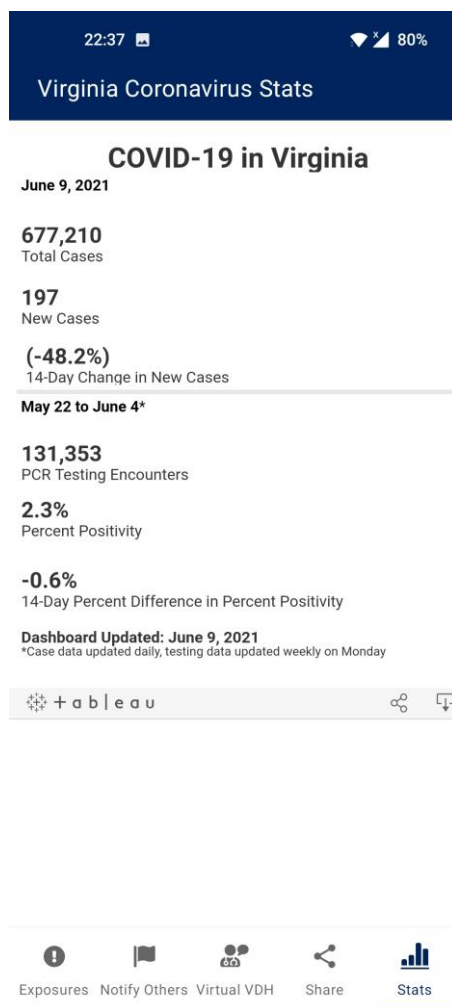 22:37
80%
Virginia Coronavirus Stats
COVID-19 in Virginia
June 9, 2021
677,210
Total Cases
197
New Cases
(-48.2%)
14-Day Change in New Cases
May 22 to June 4*
131,353
PCR Testing Encounters
2.3%
Percent Positivity
-0.6%
14-Day Percent Difference in Percent Positivity
Dashboard Updated: June 9, 2021
*Case data updated daily, testing data updated weekly on Monday
+ableau
Exposures Notify Others Virtual VDH Share Stats